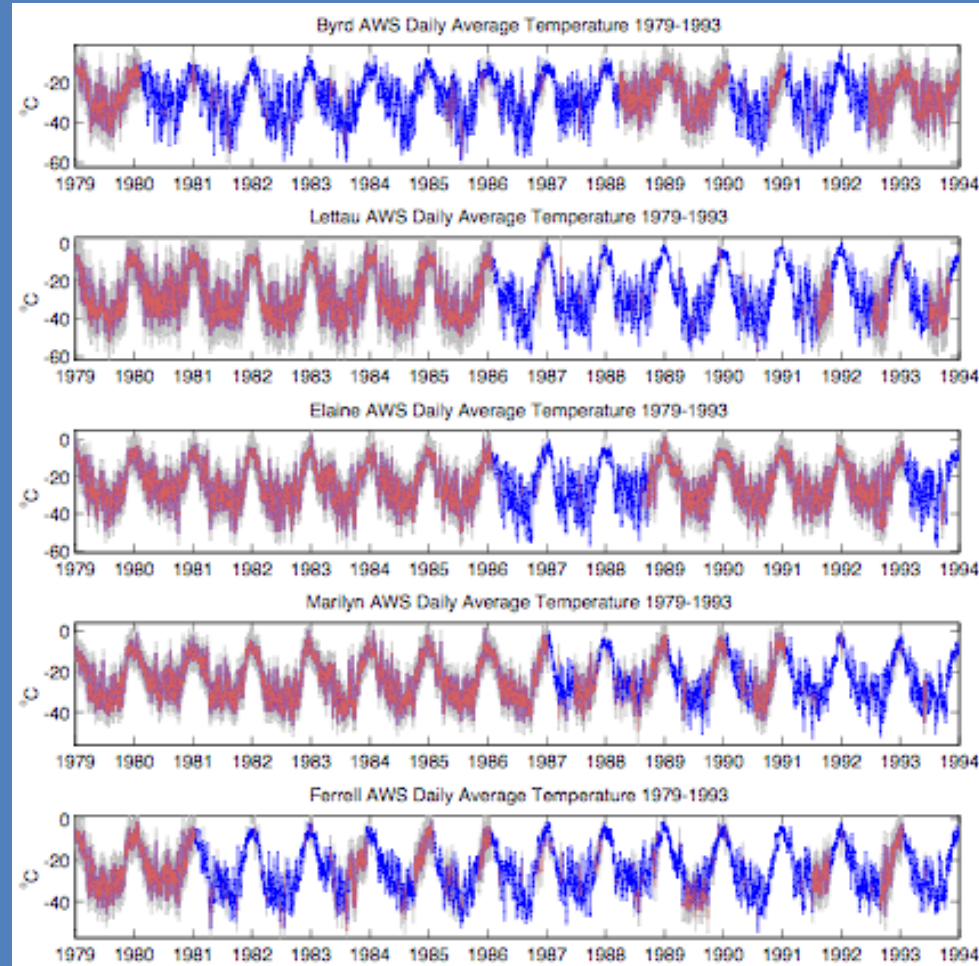 Byrd AWS Daily Average Temperature 1979-1993
°C
-20
-40
-60
1979 1980 1981 1982 1983 1984 1985 1986 1987 1988 1989 1990 1991 1992 1993 1994
Lettau AWS Daily Average Temperature 1979-1993
°C
0
-20
-40
-60
1979 1980 1981 1982 1983 1984 1985 1986 1987 1988 1989 1990 1991 1992 1993 1994
Elaine AWS Daily Average Temperature 1979-1993
°C
0
-20
-40
-60
1979 1980 1981 1982 1983 1984 1985 1986 1987 1988 1989 1990 1991 1992 1993 1994
Marilyn AWS Daily Average Temperature 1979-1993
°C
0
-20
-40
1979 1980 1981 1982 1983 1984 1985 1986 1987 1988 1989 1990 1991 1992 1993 1994
Ferrell AWS Daily Average Temperature 1979-1993
°C
0
-20
-40
1979 1980 1981 1982 1983 1984 1985 1986 1987 1988 1989 1990 1991 1992 1993 1994